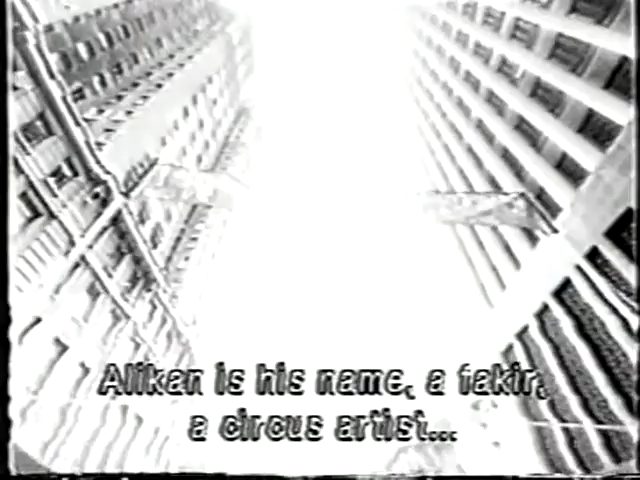 Alikan is his name, a fakir,
a circus artist...